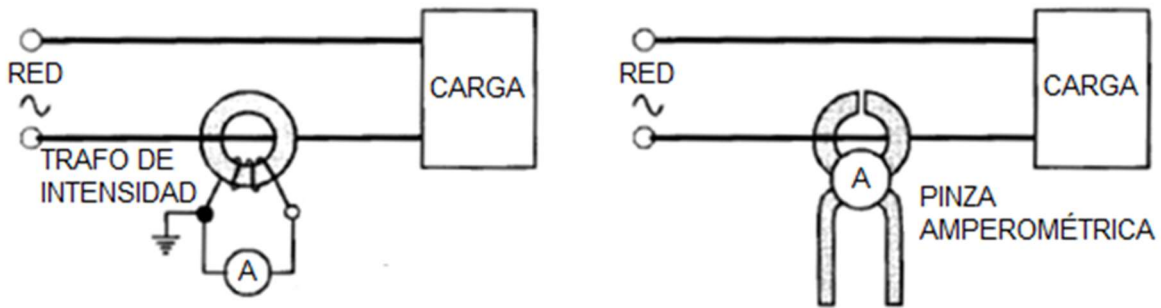 RED
CARGA
TRAFO DE
INTENSIDAD
A
RED
CARGA
A
PINZA
AMPEROMÉTRICA